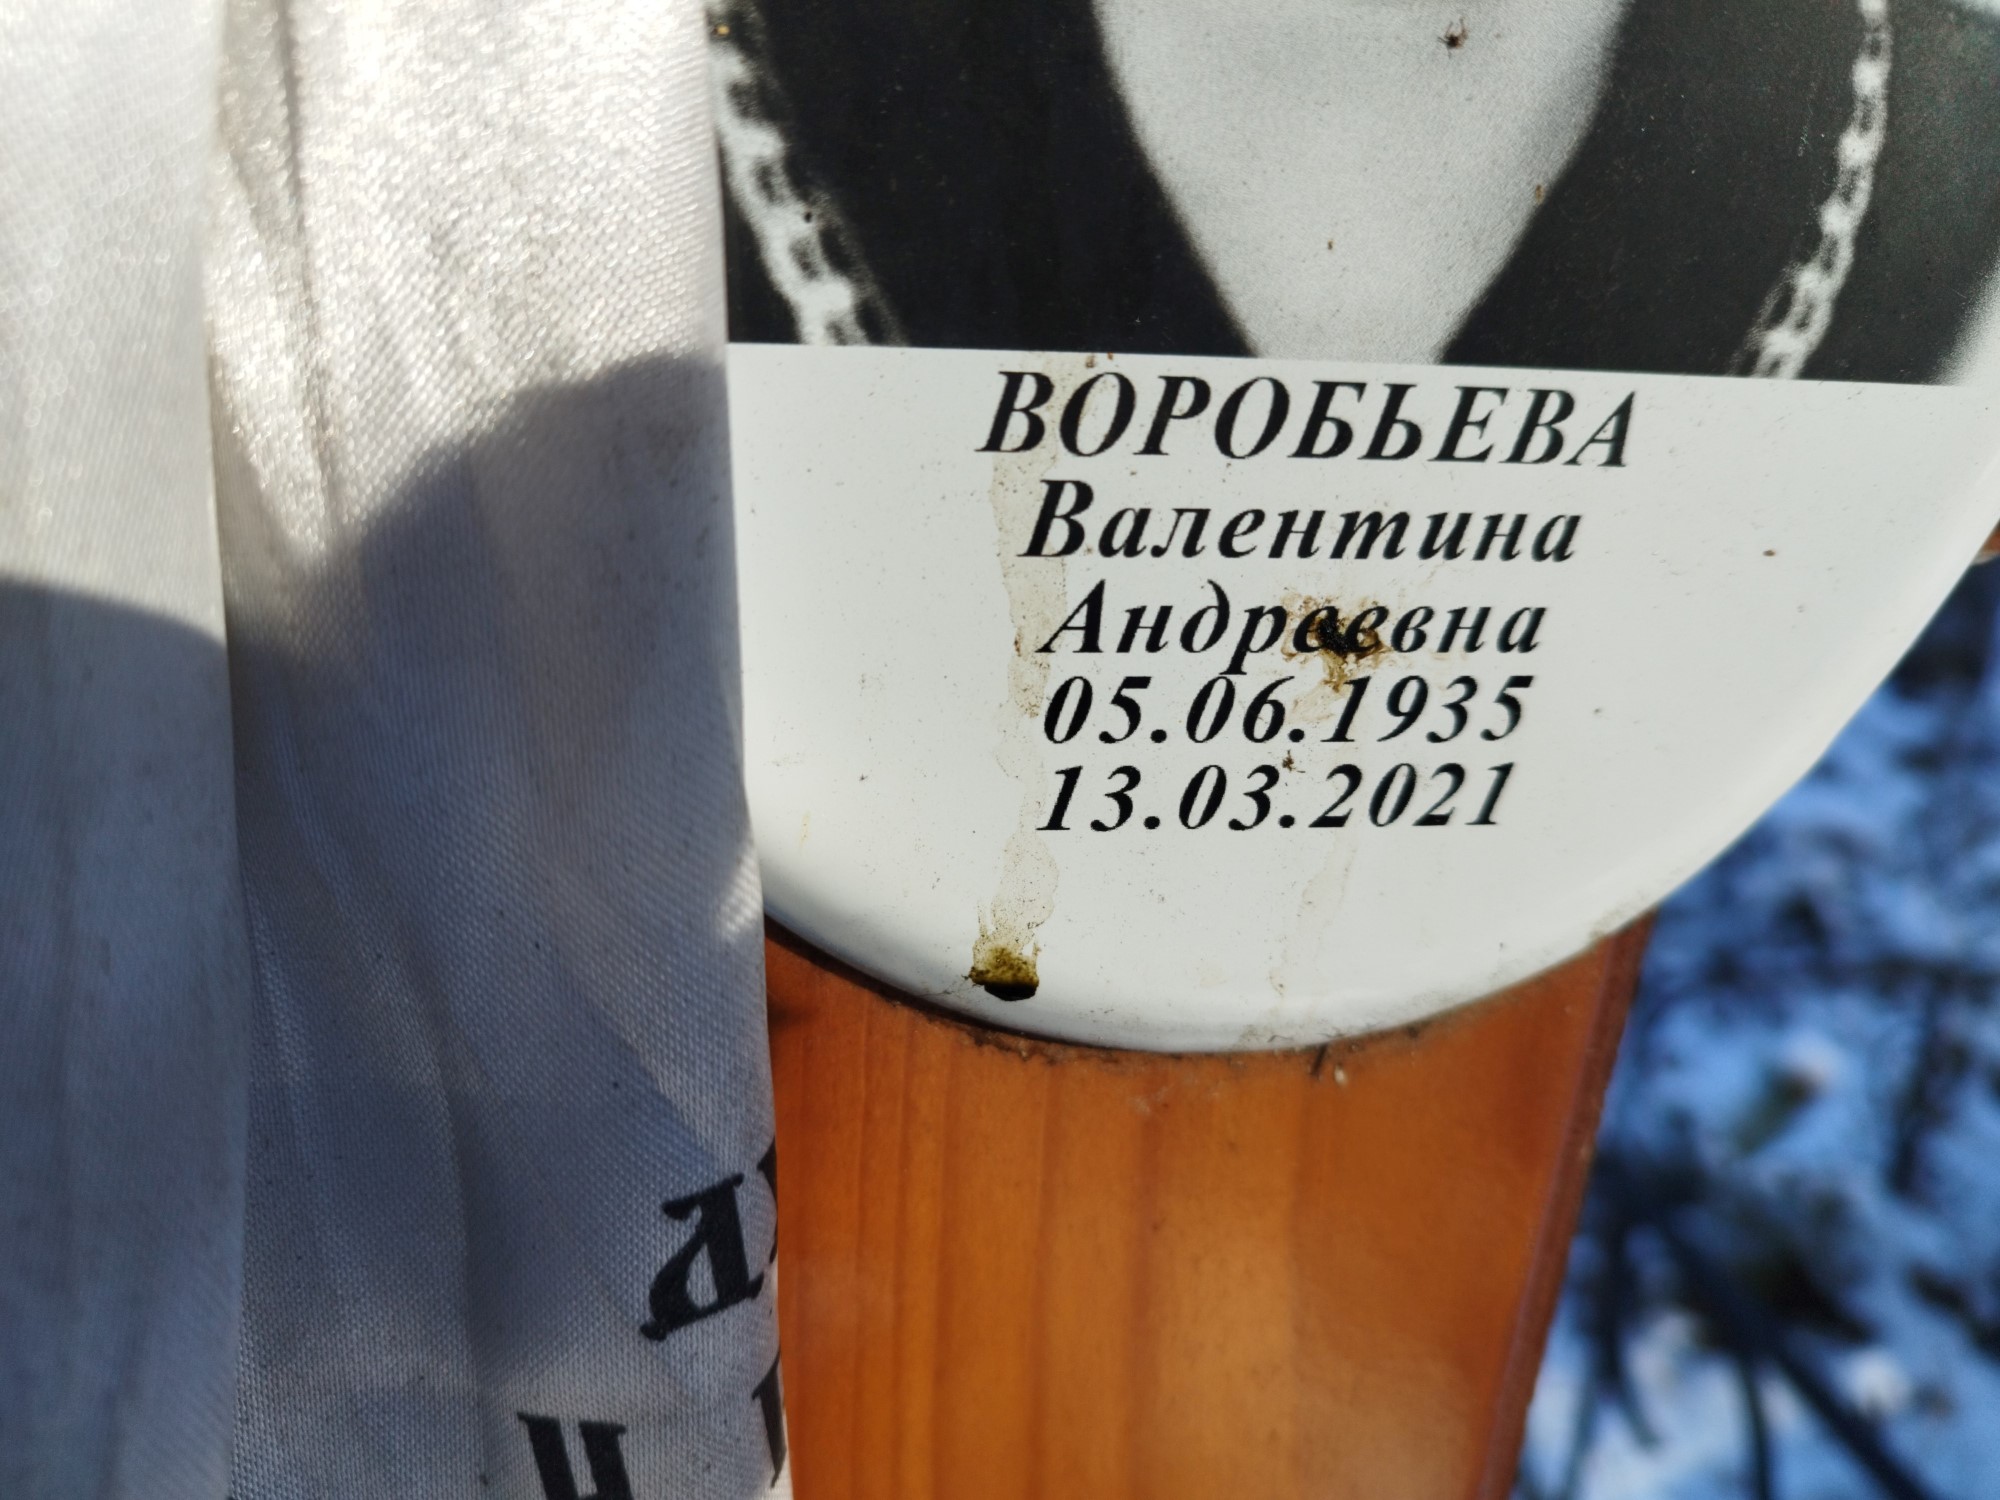 ВОРОБЬЕВА
Валентина
Андреевна
05.06.1935
13.03.2021